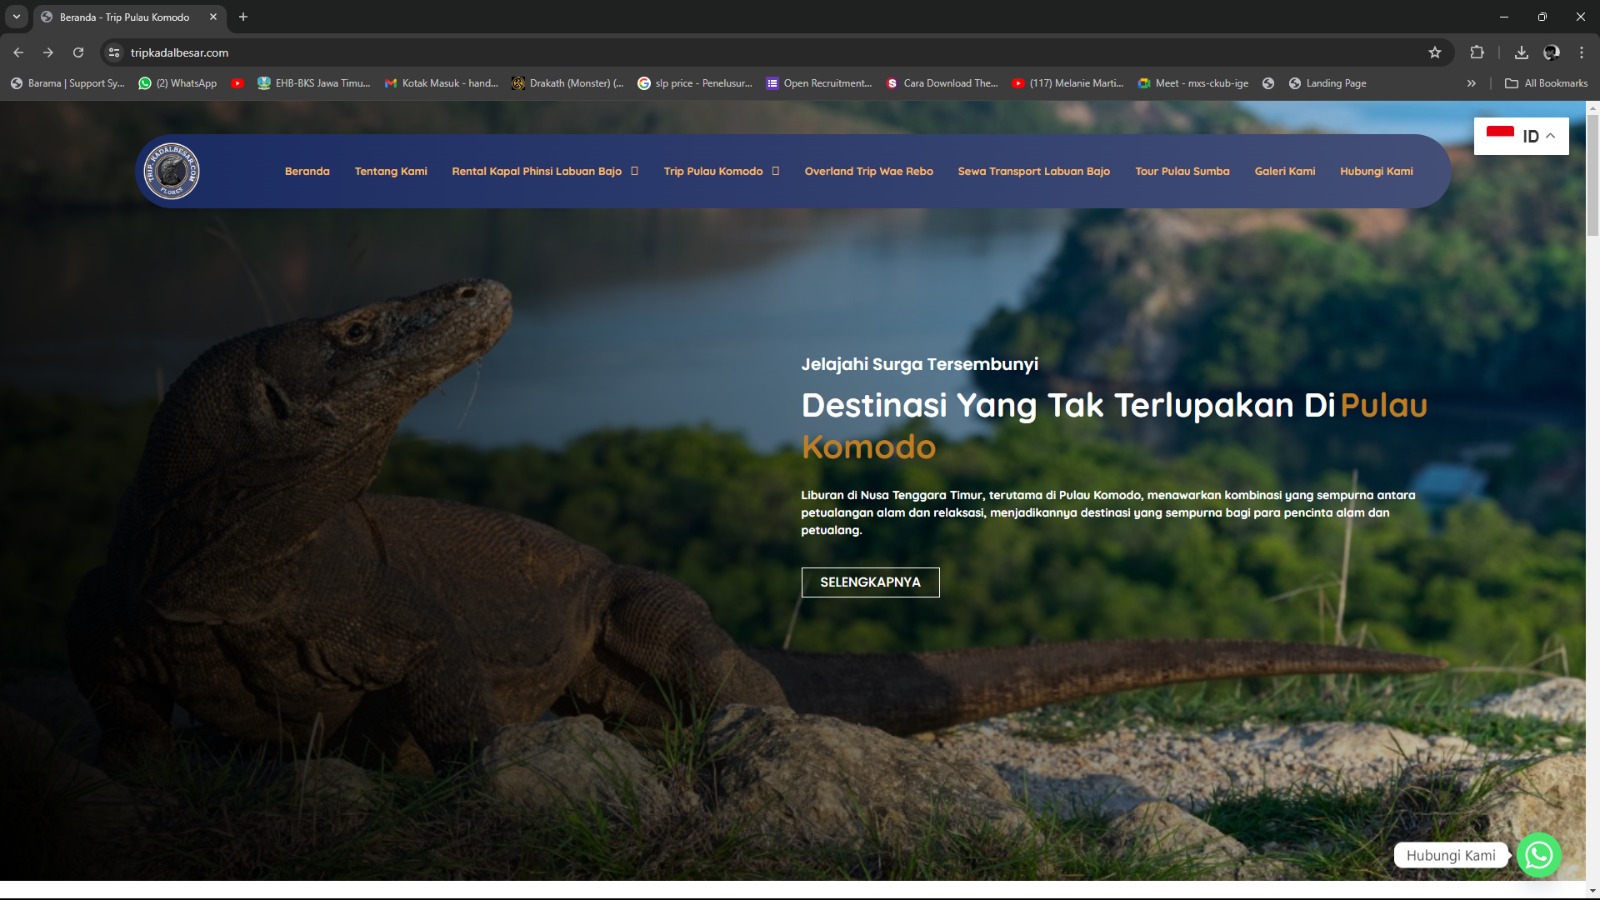 Beranda - Trip Pulau Komodo
tripkadalbesar.com
Barama | Support Sy...
(2) WhatsApp
EHB-BKS Jawa Timu...
Kotak Masuk - hand...
Drakath (Monster) (...
slp price - Penelusur...
Open Recruitment...
Cara Download The...
(117) Melanie Marti...
Meet - mxs-ckub-ige
Landing Page
All Bookmarks
ID
TRIP KADALBESAR.COM
FLORES
Beranda
Tentang Kami
Rental Kapal Phinsi Labuan Bajo
Trip Pulau Komodo
Overland Trip Wae Rebo
Sewa Transport Labuan Bajo
Tour Pulau Sumba
Galeri Kami
Hubungi Kami
Jelajahi Surga Tersembunyi
Destinasi Yang Tak Terlupakan Di Pulau
Komodo
Liburan di Nusa Tenggara Timur, terutama di Pulau Komodo, menawarkan kombinasi yang sempurna antara
petualangan alam dan relaksasi, menjadikannya destinasi yang sempurna bagi para pencinta alam dan
petualang.
SELENGKAPNYA
Hubungi Kami